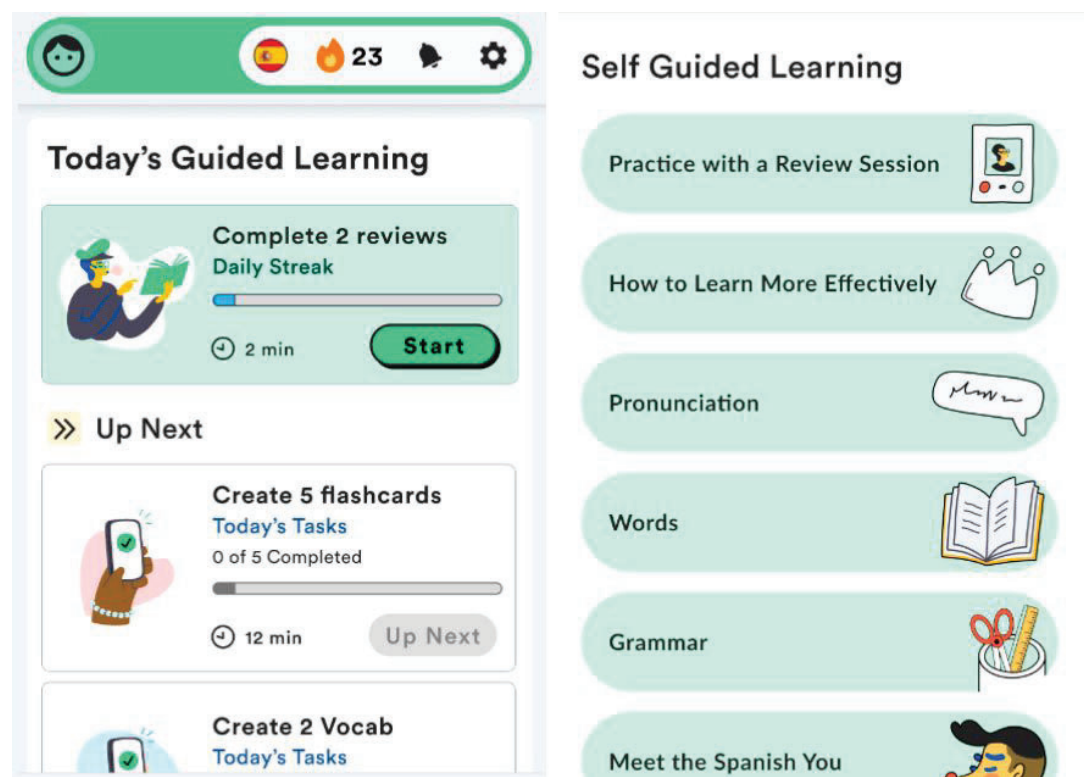 23
Today's Guided Learning
Complete 2 reviews
Daily Streak
2 min
Start
Up Next
Create 5 flashcards
Today's Tasks
0 of 5 Completed
12 min
Up Next
Create 2 Vocab
Today's Tasks
Self Guided Learning
Practice with a Review Session
How to Learn More Effectively
Pronunciation
Words
Grammar
Meet the Spanish You